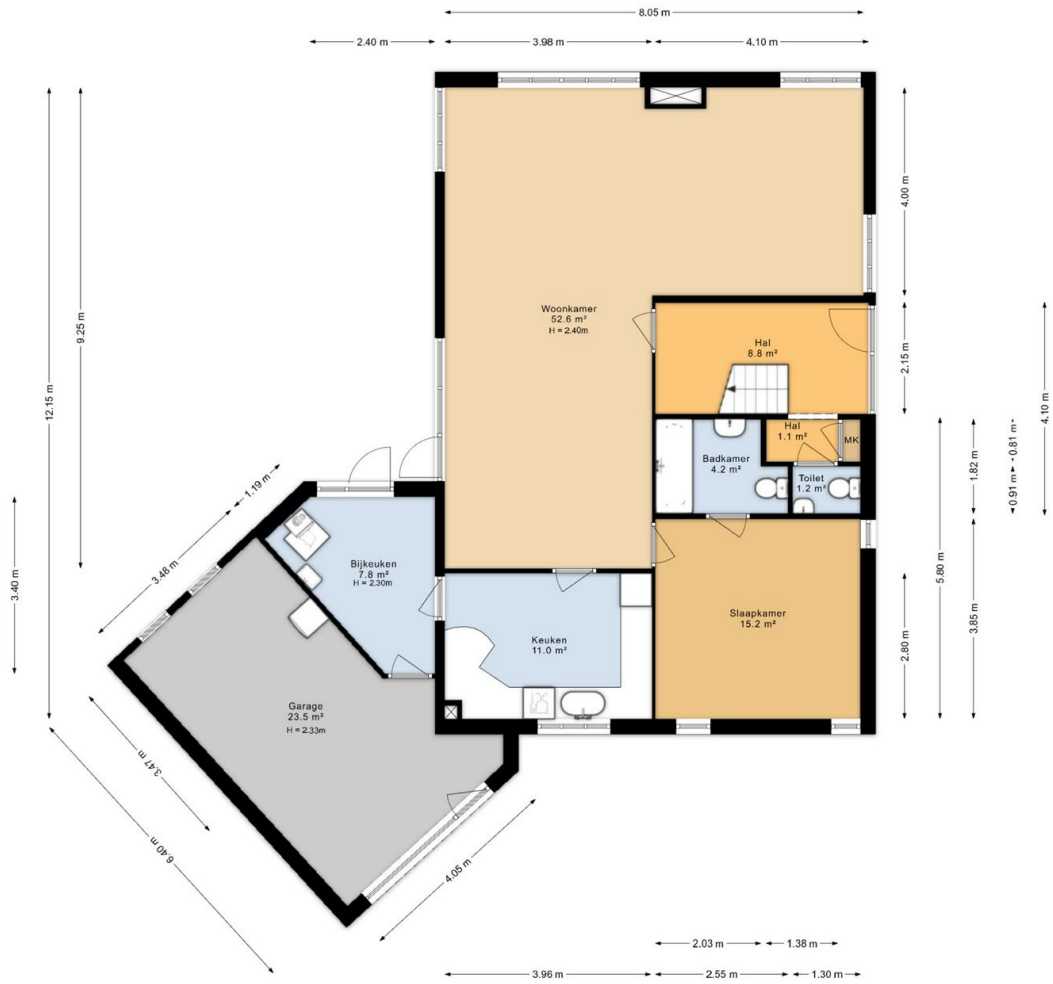 8.05 m
2.40 m
3.98 m
4.10 m
12.15 m
9.25 m
4.00 m
Woonkamer
52.6 m²
H = 2.40m
Hal
8.8 m²
2.15 m
4.10 m
Hal
1.1 m²
MK
Badkamer
4.2 m²
Toilet
1.2 m²
1.82 m
0.81 m
0.91 m
5.80 m
1.19 m
3.48 m
3.40 m
Bijkeuken
7.8 m²
H = 2.30m
Keuken
11.0 m²
Slaapkamer
15.2 m²
2.80 m
3.85 m
Garage
23.5 m²
H = 2.33m
3.47 m
6.40 m
4.05 m
2.03 m
1.38 m
3.96 m
2.55 m
1.30 m